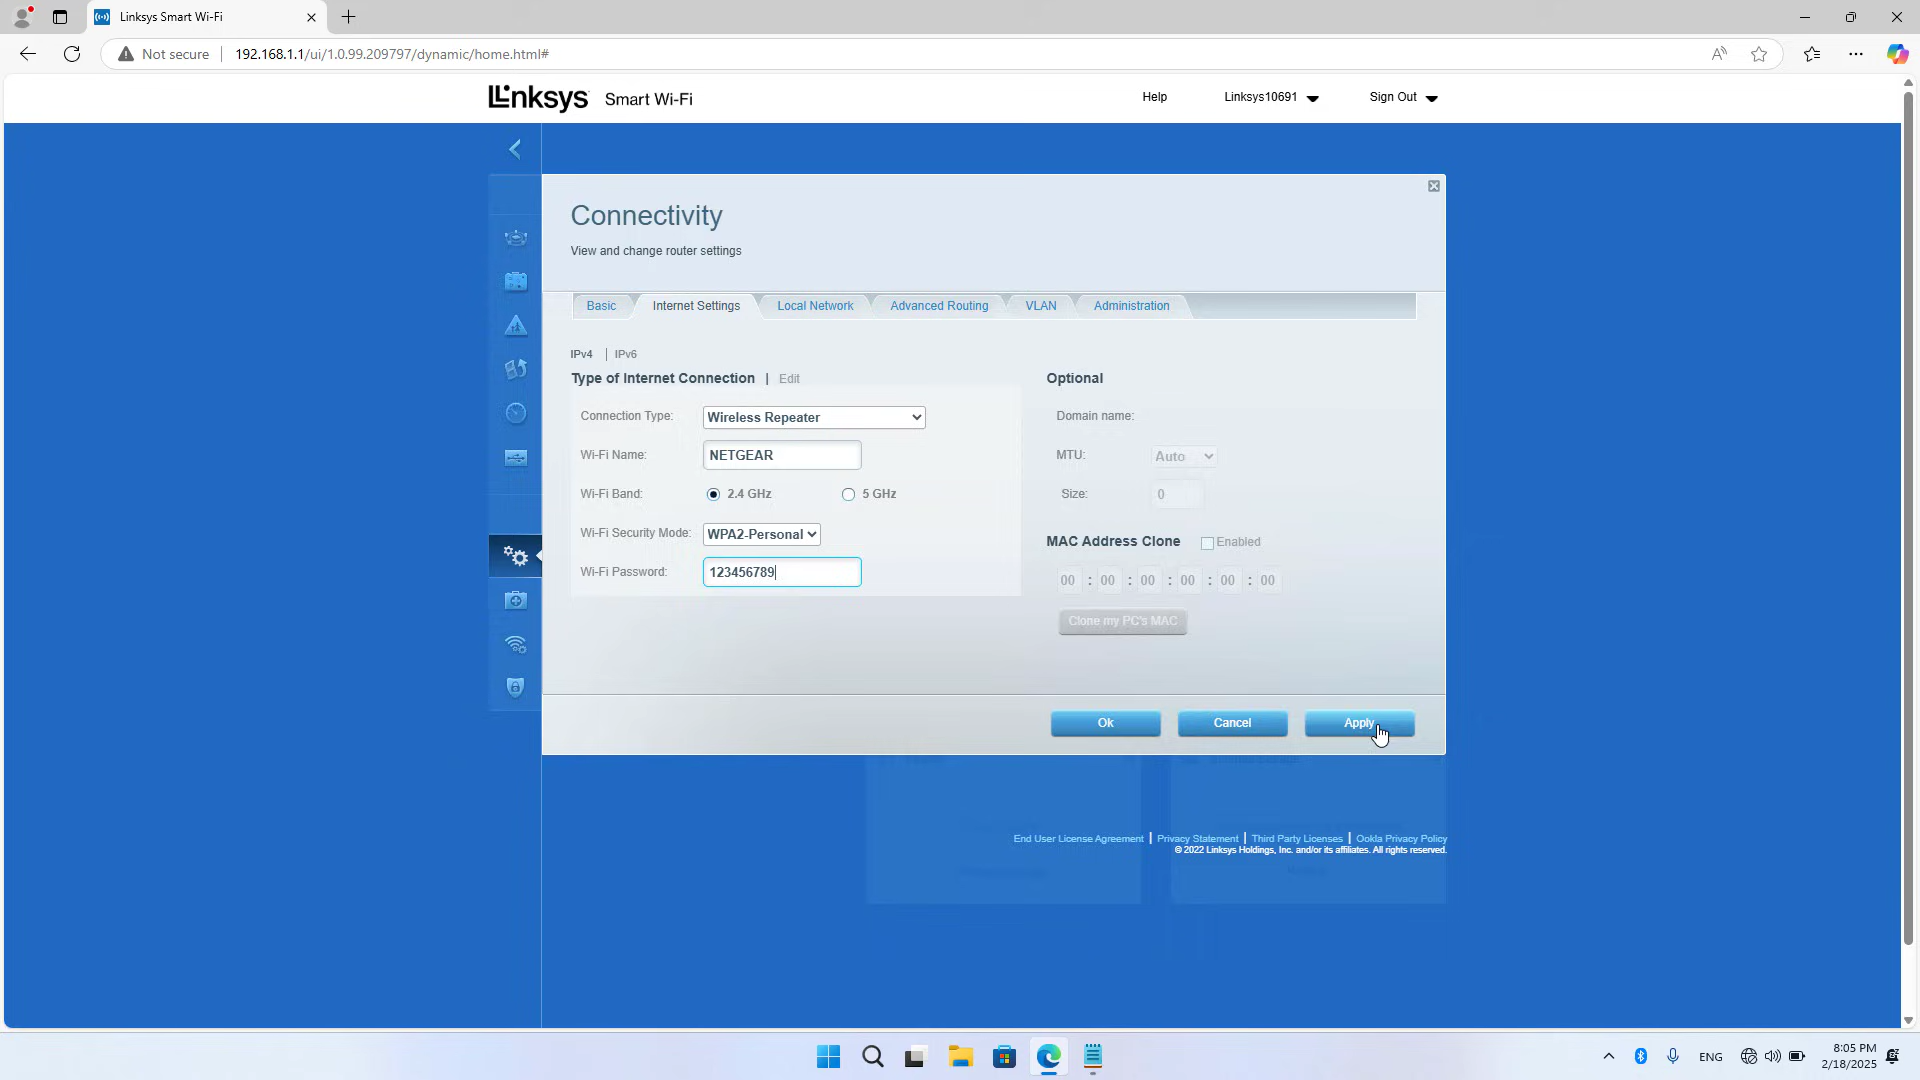 Linksys Smart Wi-Fi
Not secure 192.168.1.1/ui/1.0.99.209797/dynamic/home.html#
Linksys Smart Wi-Fi
Help Linksys10691 Sign Out
Connectivity
View and change router settings
Basic Internet Settings Local Network Advanced Routing VLAN Administration
IPv4 | IPv6
Type of Internet Connection | Edit
Connection Type: Wireless Repeater
Wi-Fi Name: NETGEAR
Wi-Fi Band: 2.4 GHz 5 GHz
Wi-Fi Security Mode: WPA2-Personal
Wi-Fi Password: 123456789
Optional
Domain name:
MTU: Auto
Size: 0
MAC Address Clone Enabled
00 : 00 : 00 : 00 : 00 : 00
Clone my PC's MAC
Ok Cancel Apply
End User License Agreement | Privacy Statement | Third Party Licenses | Ookla Privacy Policy
© 2022 Linksys Holdings, Inc. and/or its affiliates. All rights reserved.
ENG
8:05 PM
2/18/2025